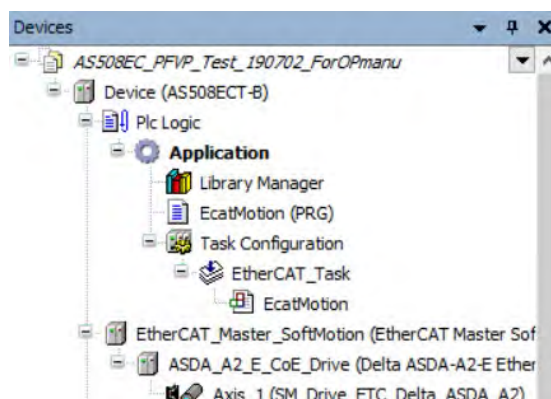 Devices
AS508EC_PFVP_Test_190702_ForOPmanu
Device (AS508ECT-B)
Plc Logic
Application
Library Manager
EcatMotion (PRG)
Task Configuration
EtherCAT_Task
EcatMotion
EtherCAT_Master_SoftMotion (EtherCAT Master Sof
ASDA_A2_E_CoE_Drive (Delta ASDA-A2-E Ether
Axis_1 (SM_Drive_ETC_Delta_ASDA_A2)